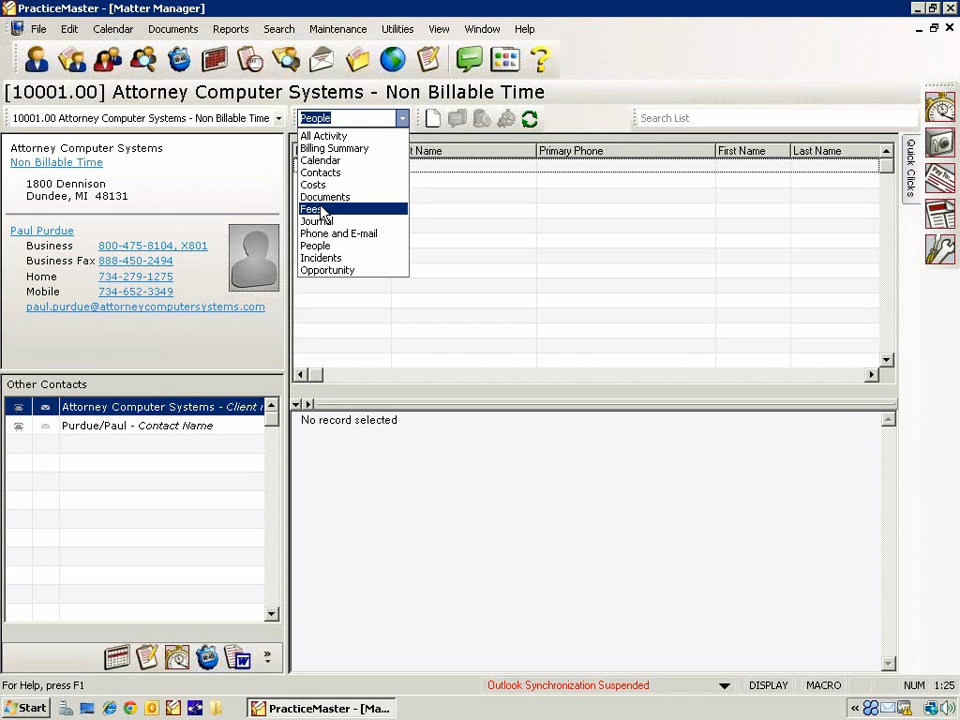 PracticeMaster - [Matter Manager]
File Edit Calendar Documents Reports Search Maintenance Utilities View Window Help
[10001.00] Attorney Computer Systems - Non Billable Time
10001.00 Attorney Computer Systems - Non Billable Time
People
Search List
Attorney Computer Systems
Non Billable Time
1800 Dennison
Dundee, MI 48131
Paul Purdue
Business 800-475-8104, X801
Business Fax 888-450-2494
Home 734-279-1275
Mobile 734-652-3349
paul.purdue@attorneycomputersystems.com
All Activity
Billing Summary
Calendar
Contacts
Costs
Documents
Fees
Journal
Phone and E-mail
People
Incidents
Opportunity
Name Primary Phone First Name Last Name
Quick Clicks
Pay To
Other Contacts
Attorney Computer Systems - Client
Purdue/Paul - Contact Name
No record selected
For Help, press F1
Outlook Synchronization Suspended
DISPLAY MACRO NUM 1:25
Start
PracticeMaster - [Ma...